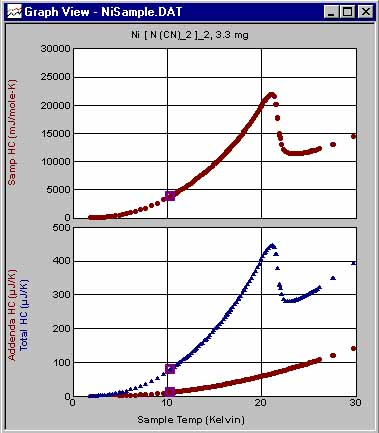 Graph View - NiSample.DAT
Ni [ N (CN)_2 ]_2, 3.3 mg
30000
25000
20000
15000
10000
5000
0
Samp HC (mJ/mole-K)
500
400
300
200
100
0
Addenda HC (µJ/K)
Total HC (µJ/K)
0
10
20
30
Sample Temp (Kelvin)